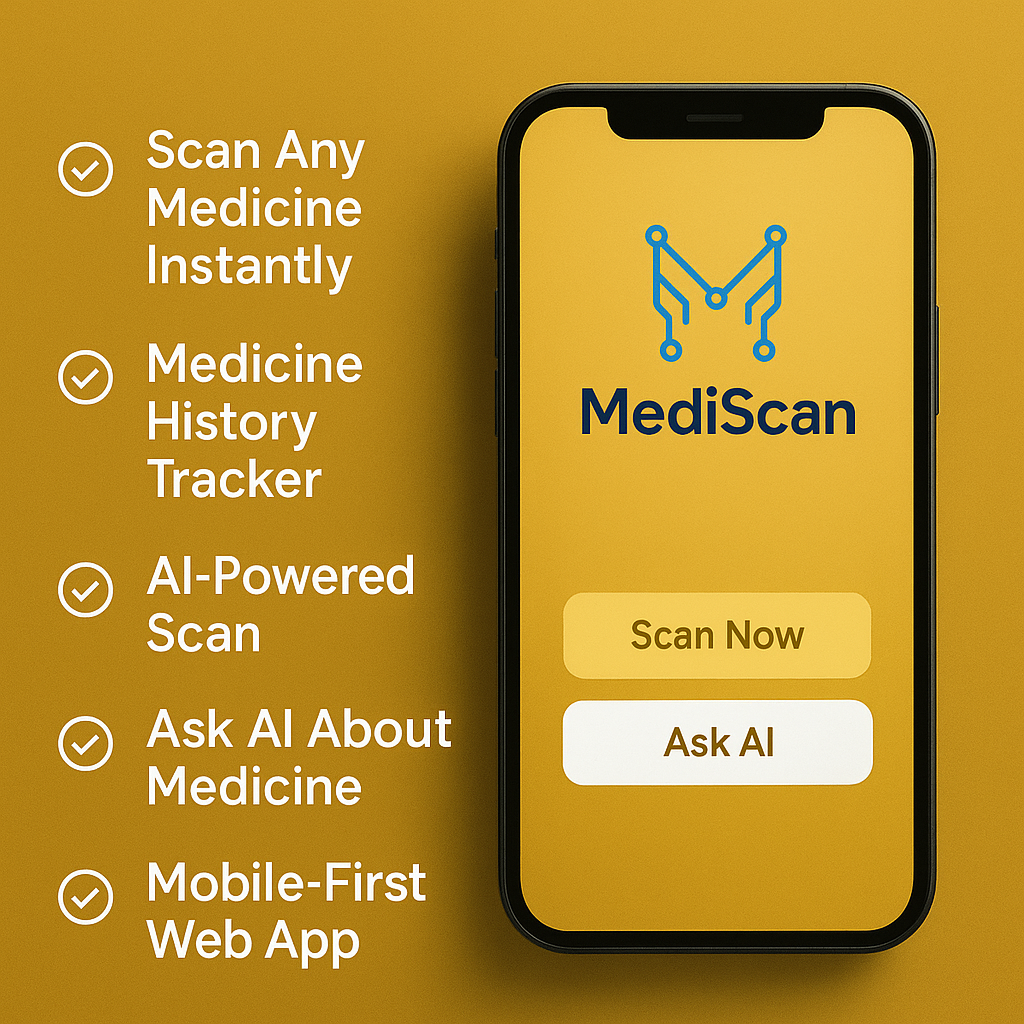 Scan Any
Medicine
Instantly
Medicine
History
Tracker
AI-Powered
Scan
Ask AI About
Medicine
Mobile-First
Web App
MediScan
Scan Now
Ask AI